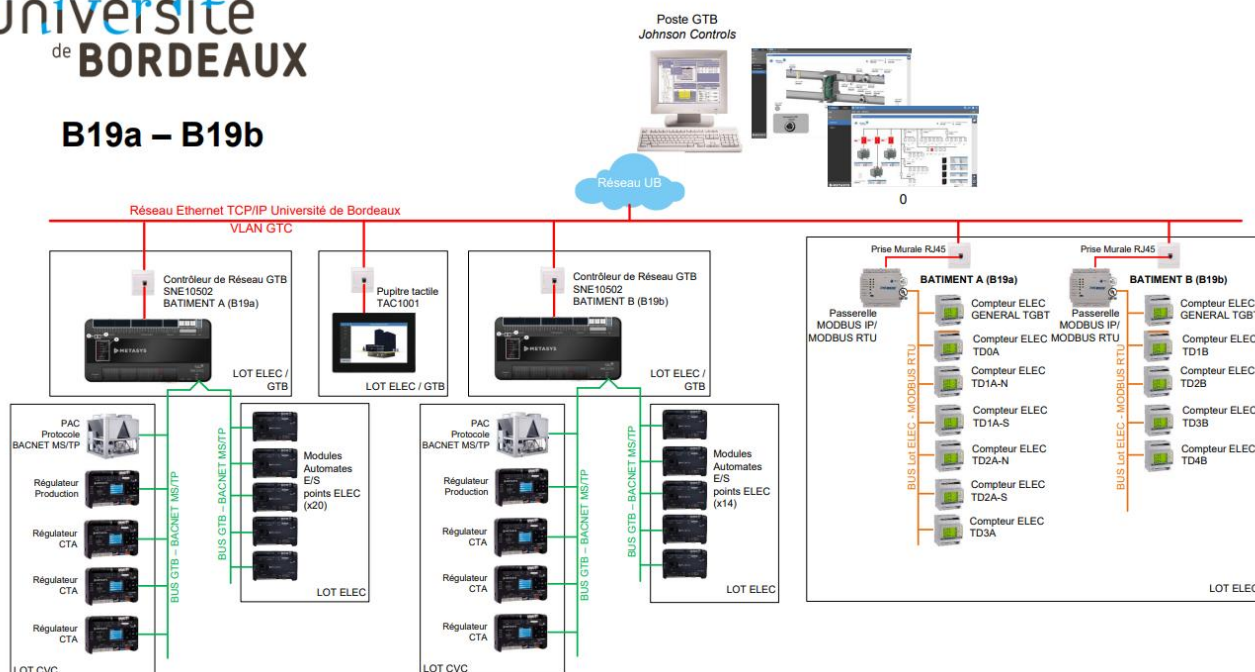 université
de BORDEAUX
B19a – B19b
Poste GTB
Johnson Controls
Réseau UB
0
Réseau Ethernet TCP/IP Université de Bordeaux
VLAN GTC
Contrôleur de Réseau GTB
SNE10502
BATIMENT A (B19a)
METASYS
LOT ELEC /
GTB
Pupitre tactile
TAC1001
LOT ELEC / GTB
Contrôleur de Réseau GTB
SNE10502
BATIMENT B (B19b)
METASYS
LOT ELEC /
GTB
PAC
Protocole
BACNET MS/TP
Régulateur
Production
Régulateur
CTA
Régulateur
CTA
Régulateur
CTA
LOT CVC
BUS GTB – BACNET MS/TP
BUS GTB – BACNET MS/TP
Modules
Automates
E/S
points ELEC
(x20)
LOT ELEC
PAC
Protocole
BACNET MS/TP
Régulateur
Production
Régulateur
CTA
Régulateur
CTA
Régulateur
CTA
LOT CVC
BUS GTB – BACNET MS/TP
BUS GTB – BACNET MS/TP
Modules
Automates
E/S
points ELEC
(x14)
LOT ELEC
Prise Murale RJ45
BATIMENT A (B19a)
Passerelle
MODBUS IP/
MODBUS RTU
BUS Lot ELEC - MODBUS RTU
Compteur ELEC
GENERAL TGBT
Compteur ELEC
TD0A
Compteur ELEC
TD1A-N
Compteur ELEC
TD1A-S
Compteur ELEC
TD2A-N
Compteur ELEC
TD2A-S
Compteur ELEC
TD3A
Prise Murale RJ45
BATIMENT B (B19b)
Passerelle
MODBUS IP/
MODBUS RTU
BUS Lot ELEC - MODBUS RTU
Compteur ELEC
GENERAL TGBT
Compteur ELEC
TD1B
Compteur ELEC
TD2B
Compteur ELEC
TD3B
Compteur ELEC
TD4B
LOT ELEC